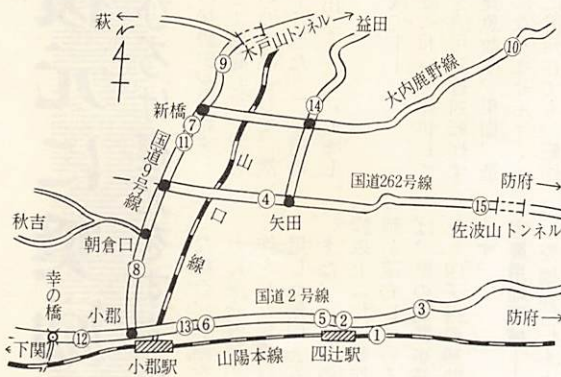 萩
N
木戸山トンネル
益田
⑨
⑩
大内鹿野線
新橋
⑦
⑭
⑪
国道9号線
山口線
④
国道262号線
防府
⑮
秋吉
矢田
佐波山トンネル
朝倉口
⑧
幸の橋
小郡
国道2号線
③
⑬⑥
⑤②
①
防府
⑫
下関
小郡駅
山陽本線
四辻駅